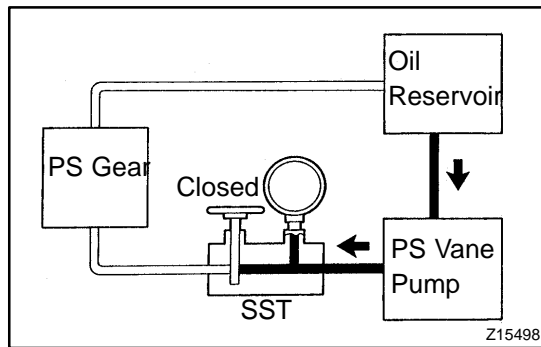 Oil
Reservoir
PS Gear
Closed
PS Vane
Pump
SST
Z15498